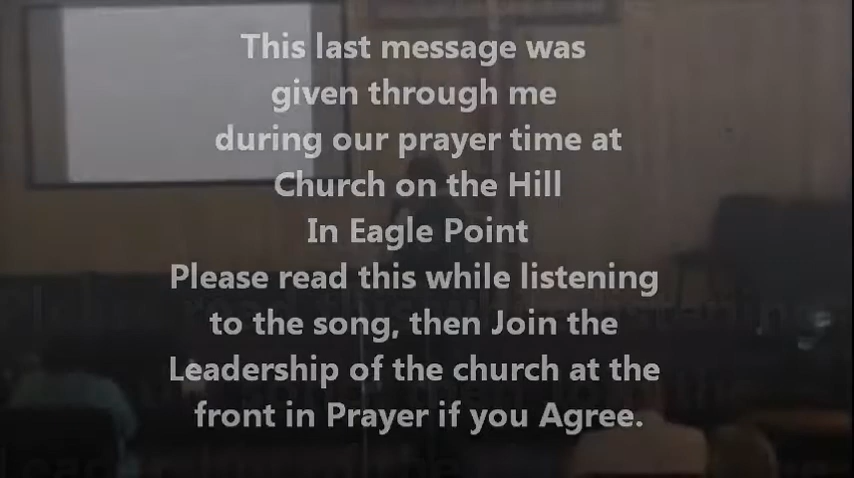 This last message was
given through me
during our prayer time at
Church on the Hill
In Eagle Point
Please read this while listening
to the song, then Join the
Leadership of the church at the
front in Prayer if you Agree.